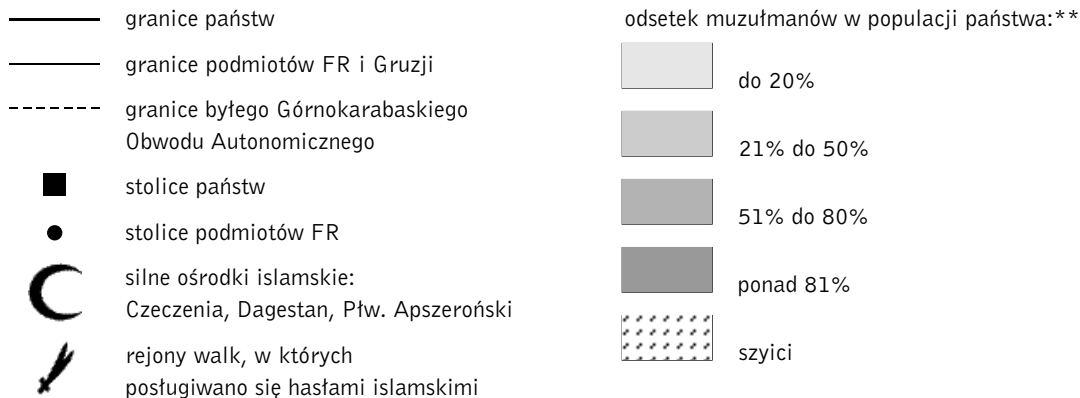 granice państw
granice podmiotów FR i Gruzji
granice byłego Górnokarabaskiego
Obwodu Autonomicznego
stolice państw
stolice podmiotów FR
silne ośrodki islamskie:
Czeczenia, Dagestan, Płw. Apszeroński
rejony walk, w których
posługiwano się hasłami islamskimi
odsetek muzułmanów w populacji państwa:**
do 20%
21% do 50%
51% do 80%
ponad 81%
szyici